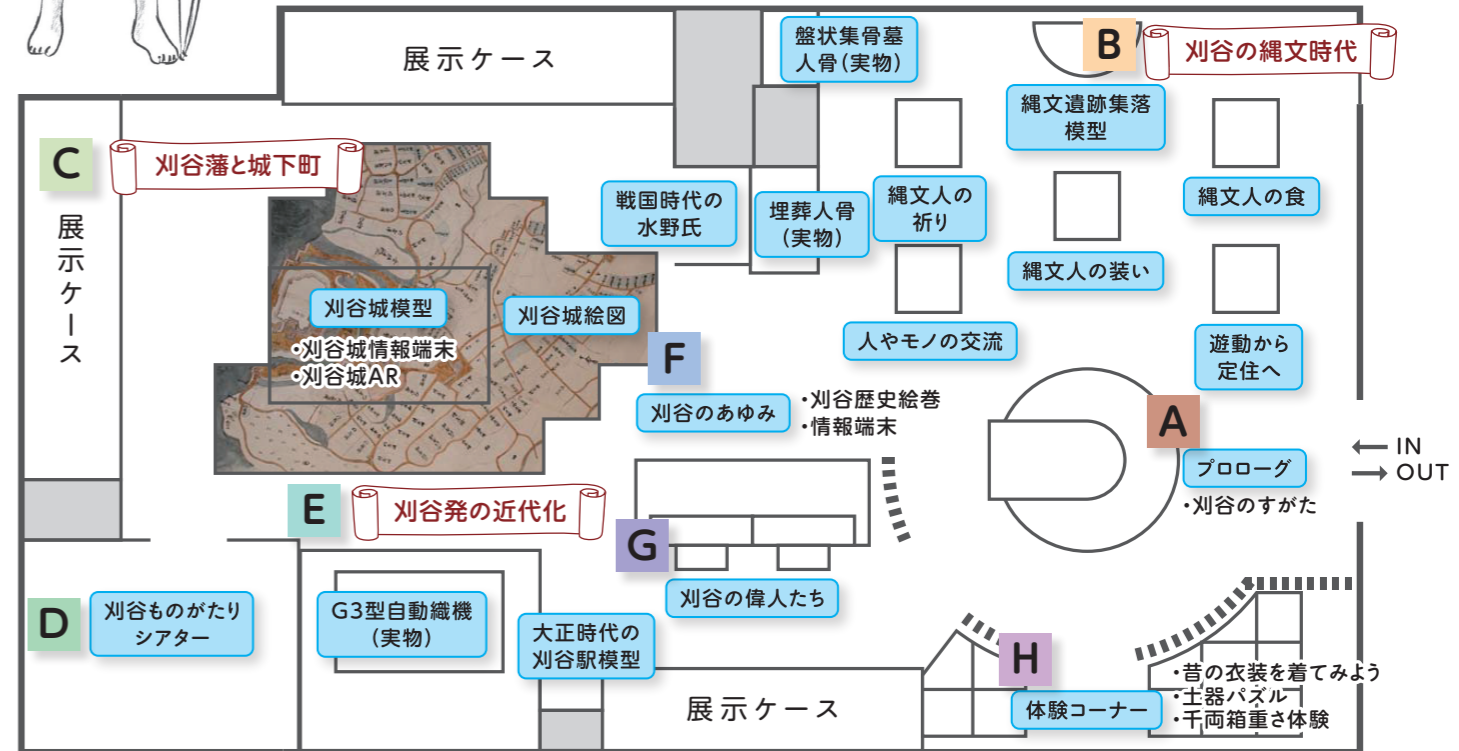 展示ケース
盤状集骨墓
人骨(実物)
B
刈谷の縄文時代
縄文遺跡集落
模型
C
刈谷藩と城下町
展示ケース
戦国時代の
水野氏
埋葬人骨
(実物)
縄文人の
祈り
縄文人の食
縄文人の装い
刈谷城模型
・刈谷城情報端末
・刈谷城AR
刈谷城絵図
人やモノの交流
遊動から
定住へ
F
刈谷のあゆみ
・刈谷歴史絵巻
・情報端末
A
プロローグ
・刈谷のすがた
← IN
→ OUT
E
刈谷発の近代化
G
刈谷の偉人たち
D
刈谷ものがたり
シアター
G3型自動織機
(実物)
大正時代の
刈谷駅模型
展示ケース
H
体験コーナー
・昔の衣装を着てみよう
・土器パズル
・千両箱重さ体験